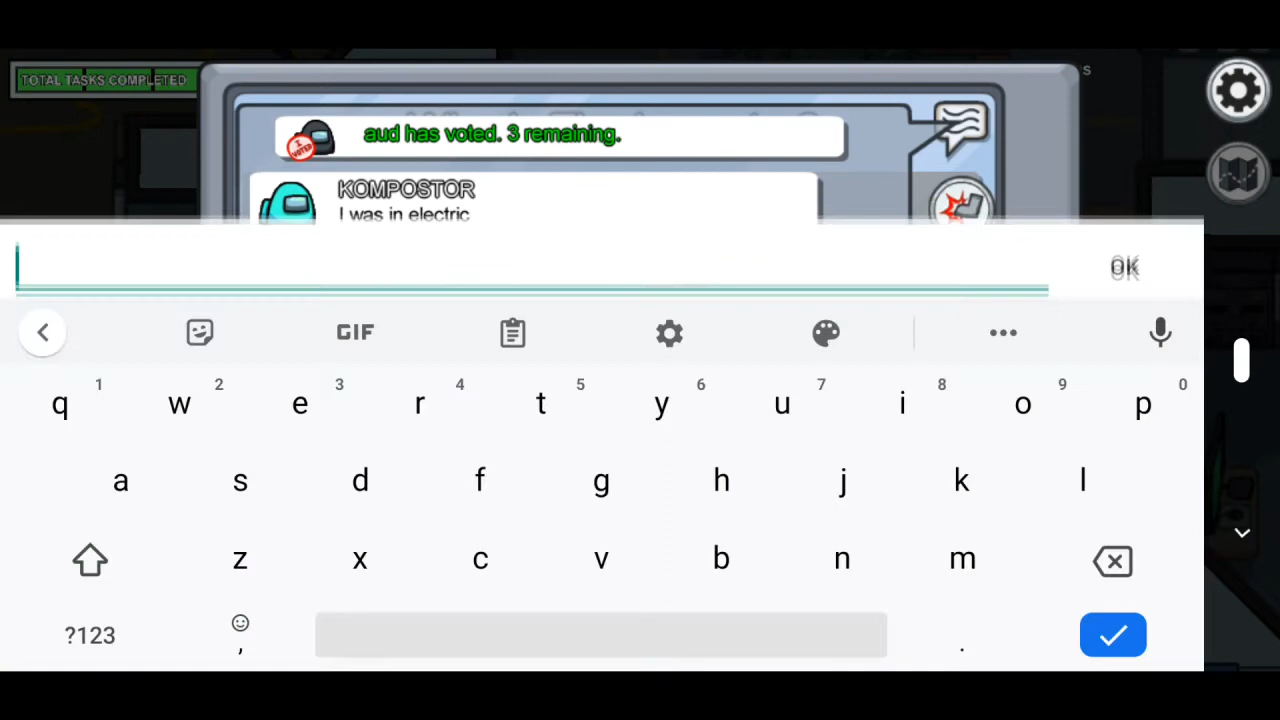 TOTAL TASKS COMPLETED
s
aud has voted. 3 remaining.
I VOTED
KOMPOSTOR
I was in electric
OK
GIF
1 2 3 4 5 6 7 8 9 0
q w e r t y u i o p
a s d f g h j k l
z x c v b n m
?123 , .